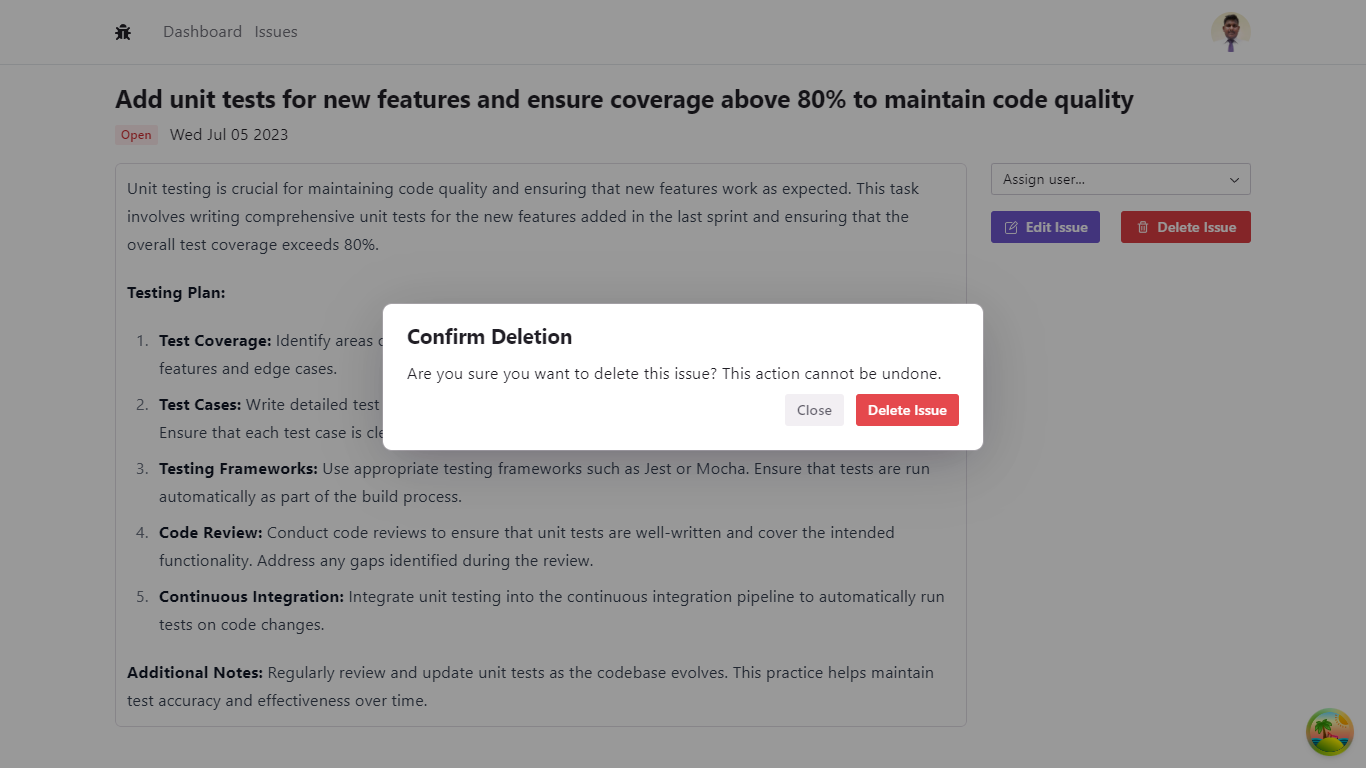 Dashboard Issues
Add unit tests for new features and ensure coverage above 80% to maintain code quality
Open Wed Jul 05 2023
Unit testing is crucial for maintaining code quality and ensuring that new features work as expected. This task
involves writing comprehensive unit tests for the new features added in the last sprint and ensuring that the
overall test coverage exceeds 80%.
Assign user...
Edit Issue Delete Issue
Testing Plan:
1. Test Coverage: Identify areas
features and edge cases.
2. Test Cases: Write detailed test
Ensure that each test case is
Confirm Deletion
Are you sure you want to delete this issue? This action cannot be undone.
Close Delete Issue
3. Testing Frameworks: Use appropriate testing frameworks such as Jest or Mocha. Ensure that tests are run
automatically as part of the build process.
4. Code Review: Conduct code reviews to ensure that unit tests are well-written and cover the intended
functionality. Address any gaps identified during the review.
5. Continuous Integration: Integrate unit testing into the continuous integration pipeline to automatically run
tests on code changes.
Additional Notes: Regularly review and update unit tests as the codebase evolves. This practice helps maintain
test accuracy and effectiveness over time.